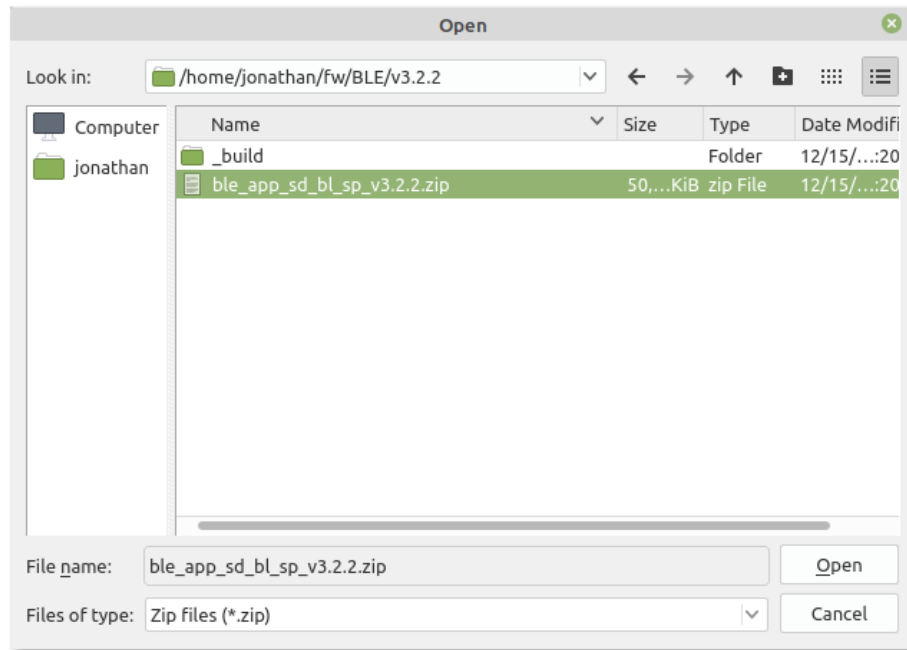 Open
Look in: /home/jonathan/fw/BLE/v3.2.2
Computer
jonathan
Name Size Type Date Modifi
_build Folder 12/15/...:20
ble_app_sd_bl_sp_v3.2.2.zip 50,...KiB zip File 12/15/...:20
File name: ble_app_sd_bl_sp_v3.2.2.zip Open
Files of type: Zip files (*.zip) Cancel